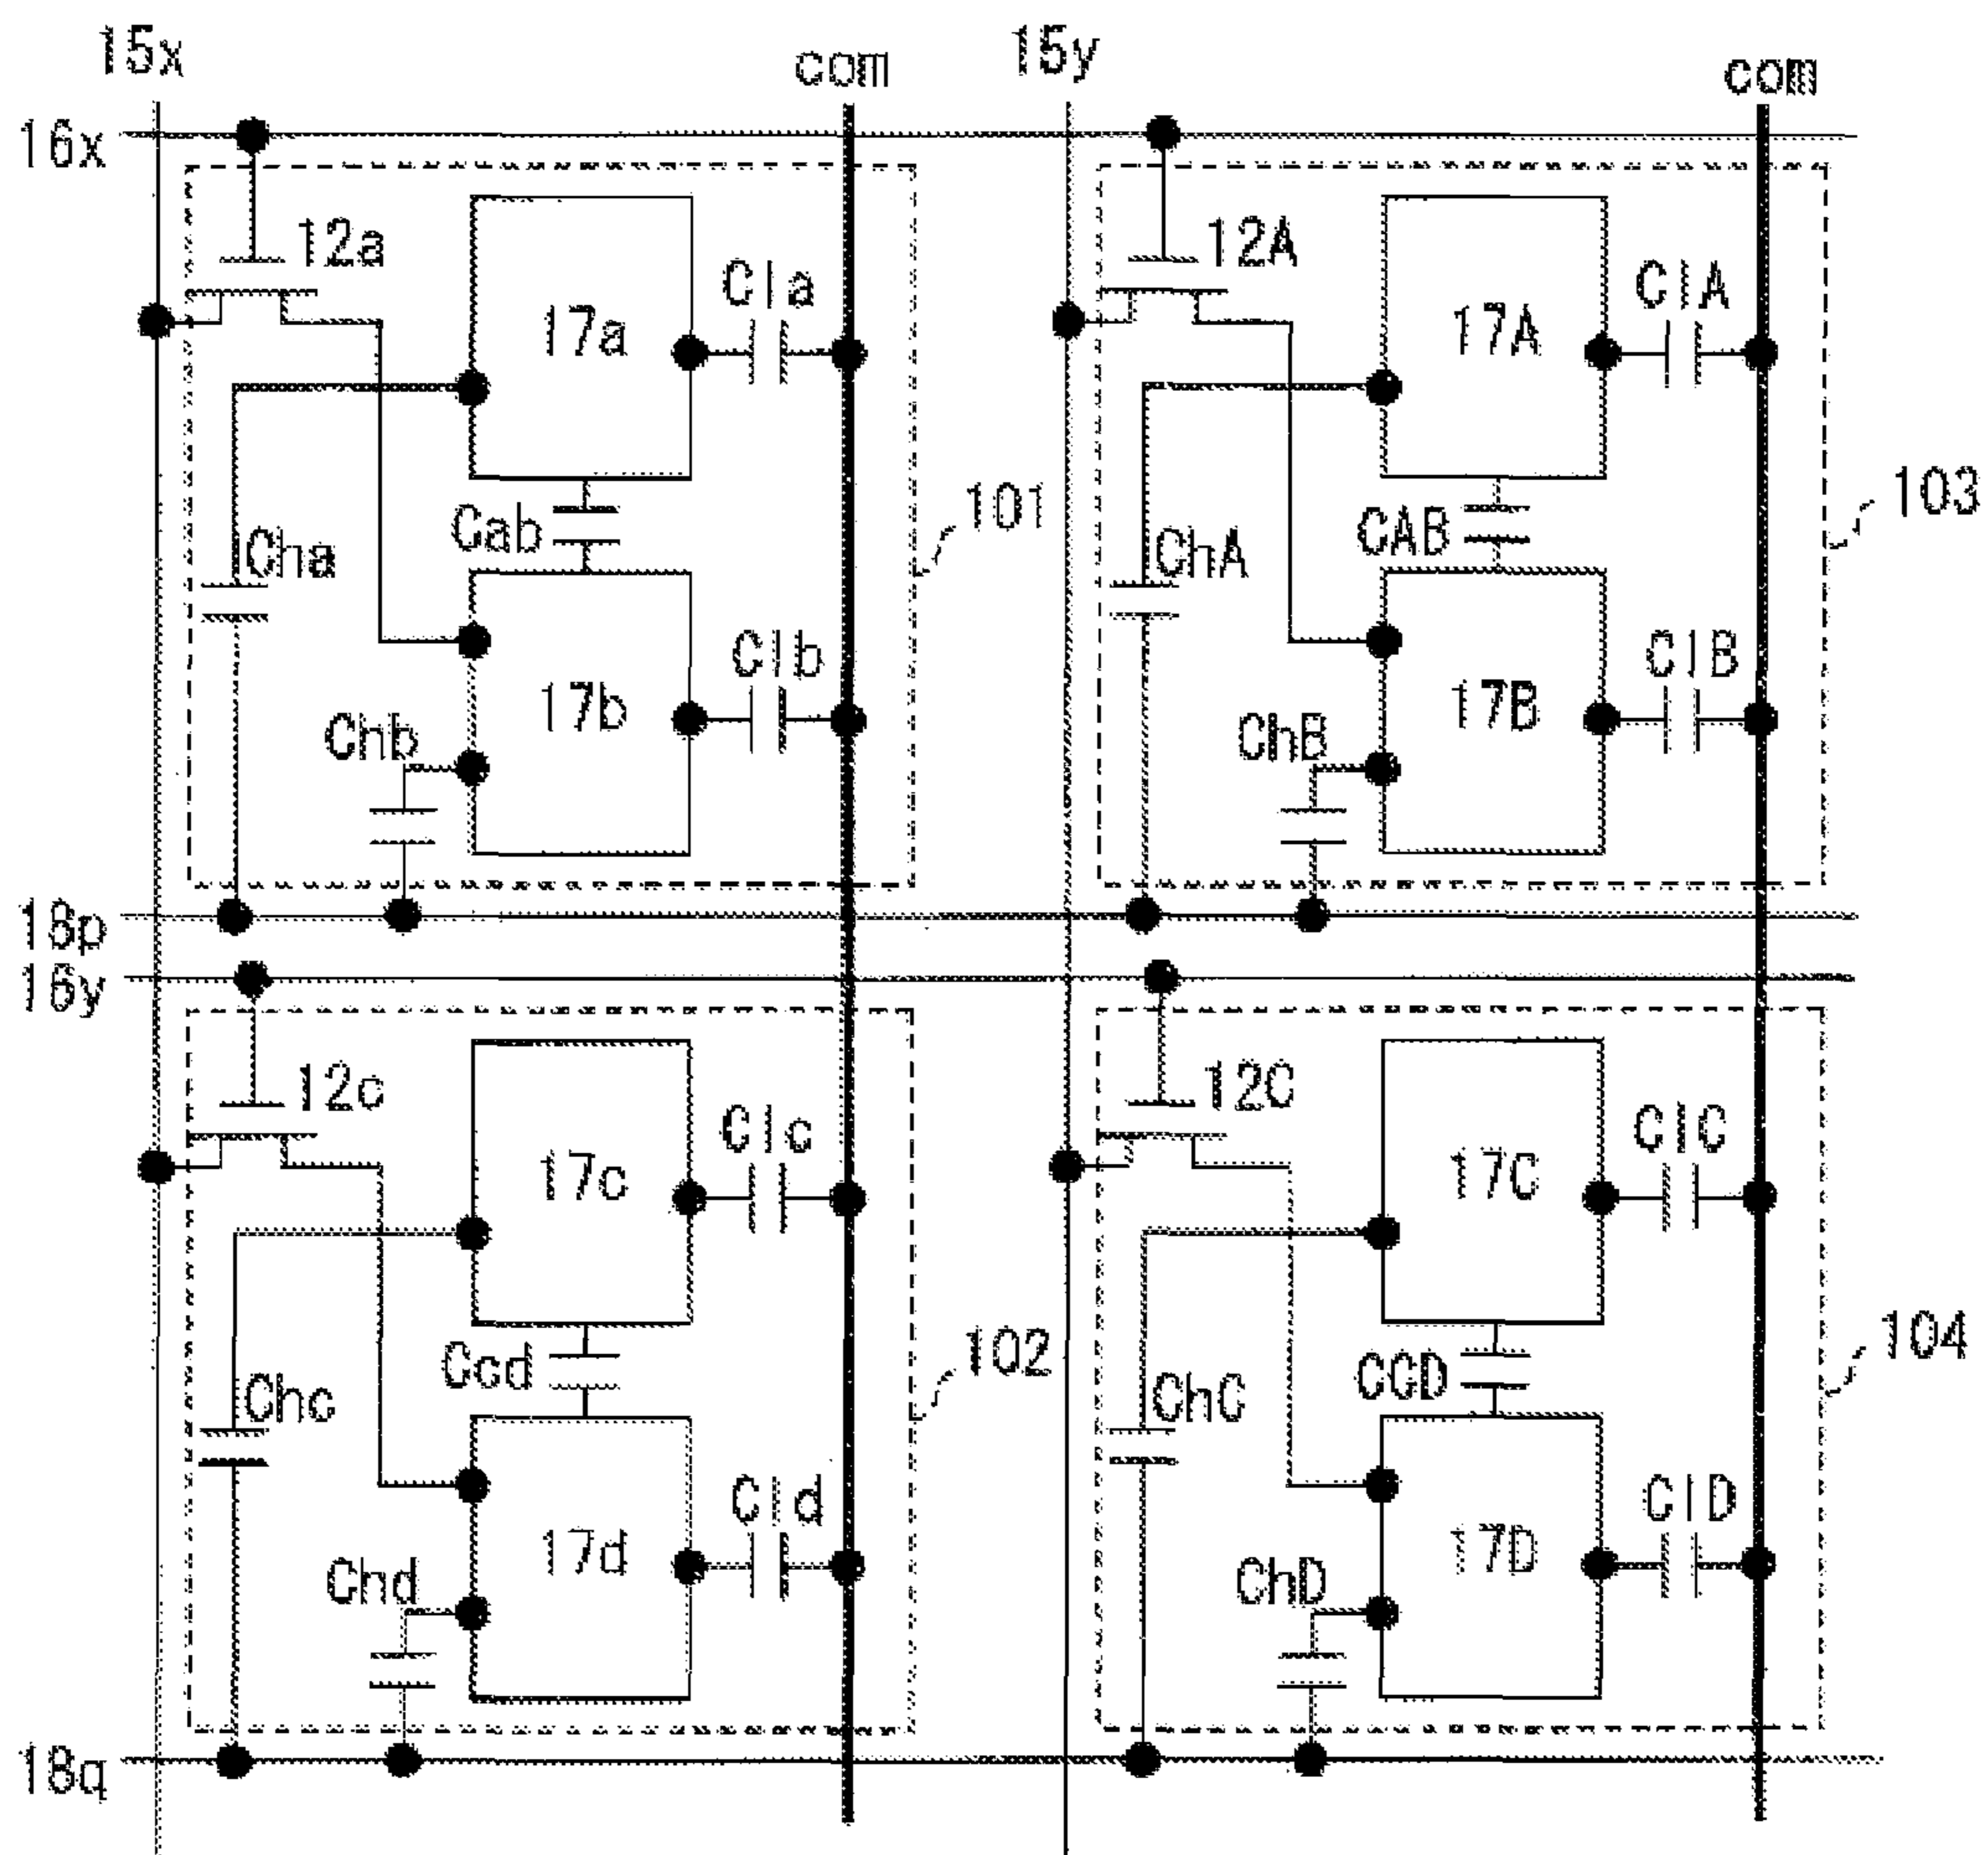 15x com 15y com
16x
12a 12A
Cla ClA
17a 17A
101 103
Cab CAB
Cha ChA
Clb ClB
17b 17B
Chb ChB
18p
16y
12c 12C
Clc ClC
17c 17C
102 104
Ccd CCD
Chc ChC
Cld ClD
17d 17D
Chd ChD
18q